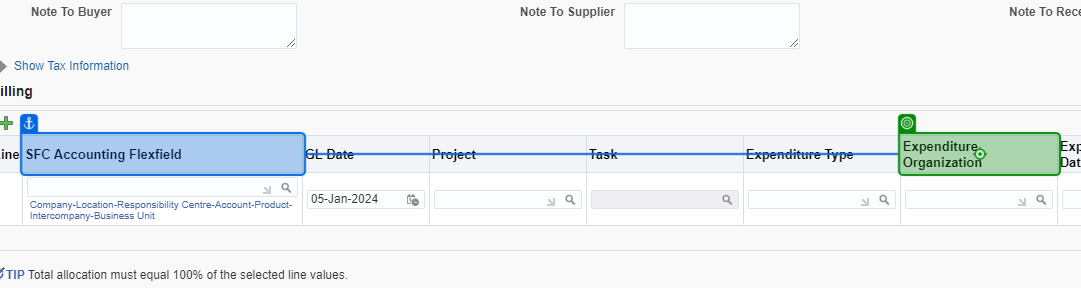 Note To Buyer
Note To Supplier
Note To Rece
Show Tax Information
illing
ine
SFC Accounting Flexfield
GL Date
Project
Task
Expenditure Type
Expenditure
Organization
Exp
Dat
05-Jan-2024
Company-Location-Responsibility Centre-Account-Product-
Intercompany-Business Unit
TIP Total allocation must equal 100% of the selected line values.